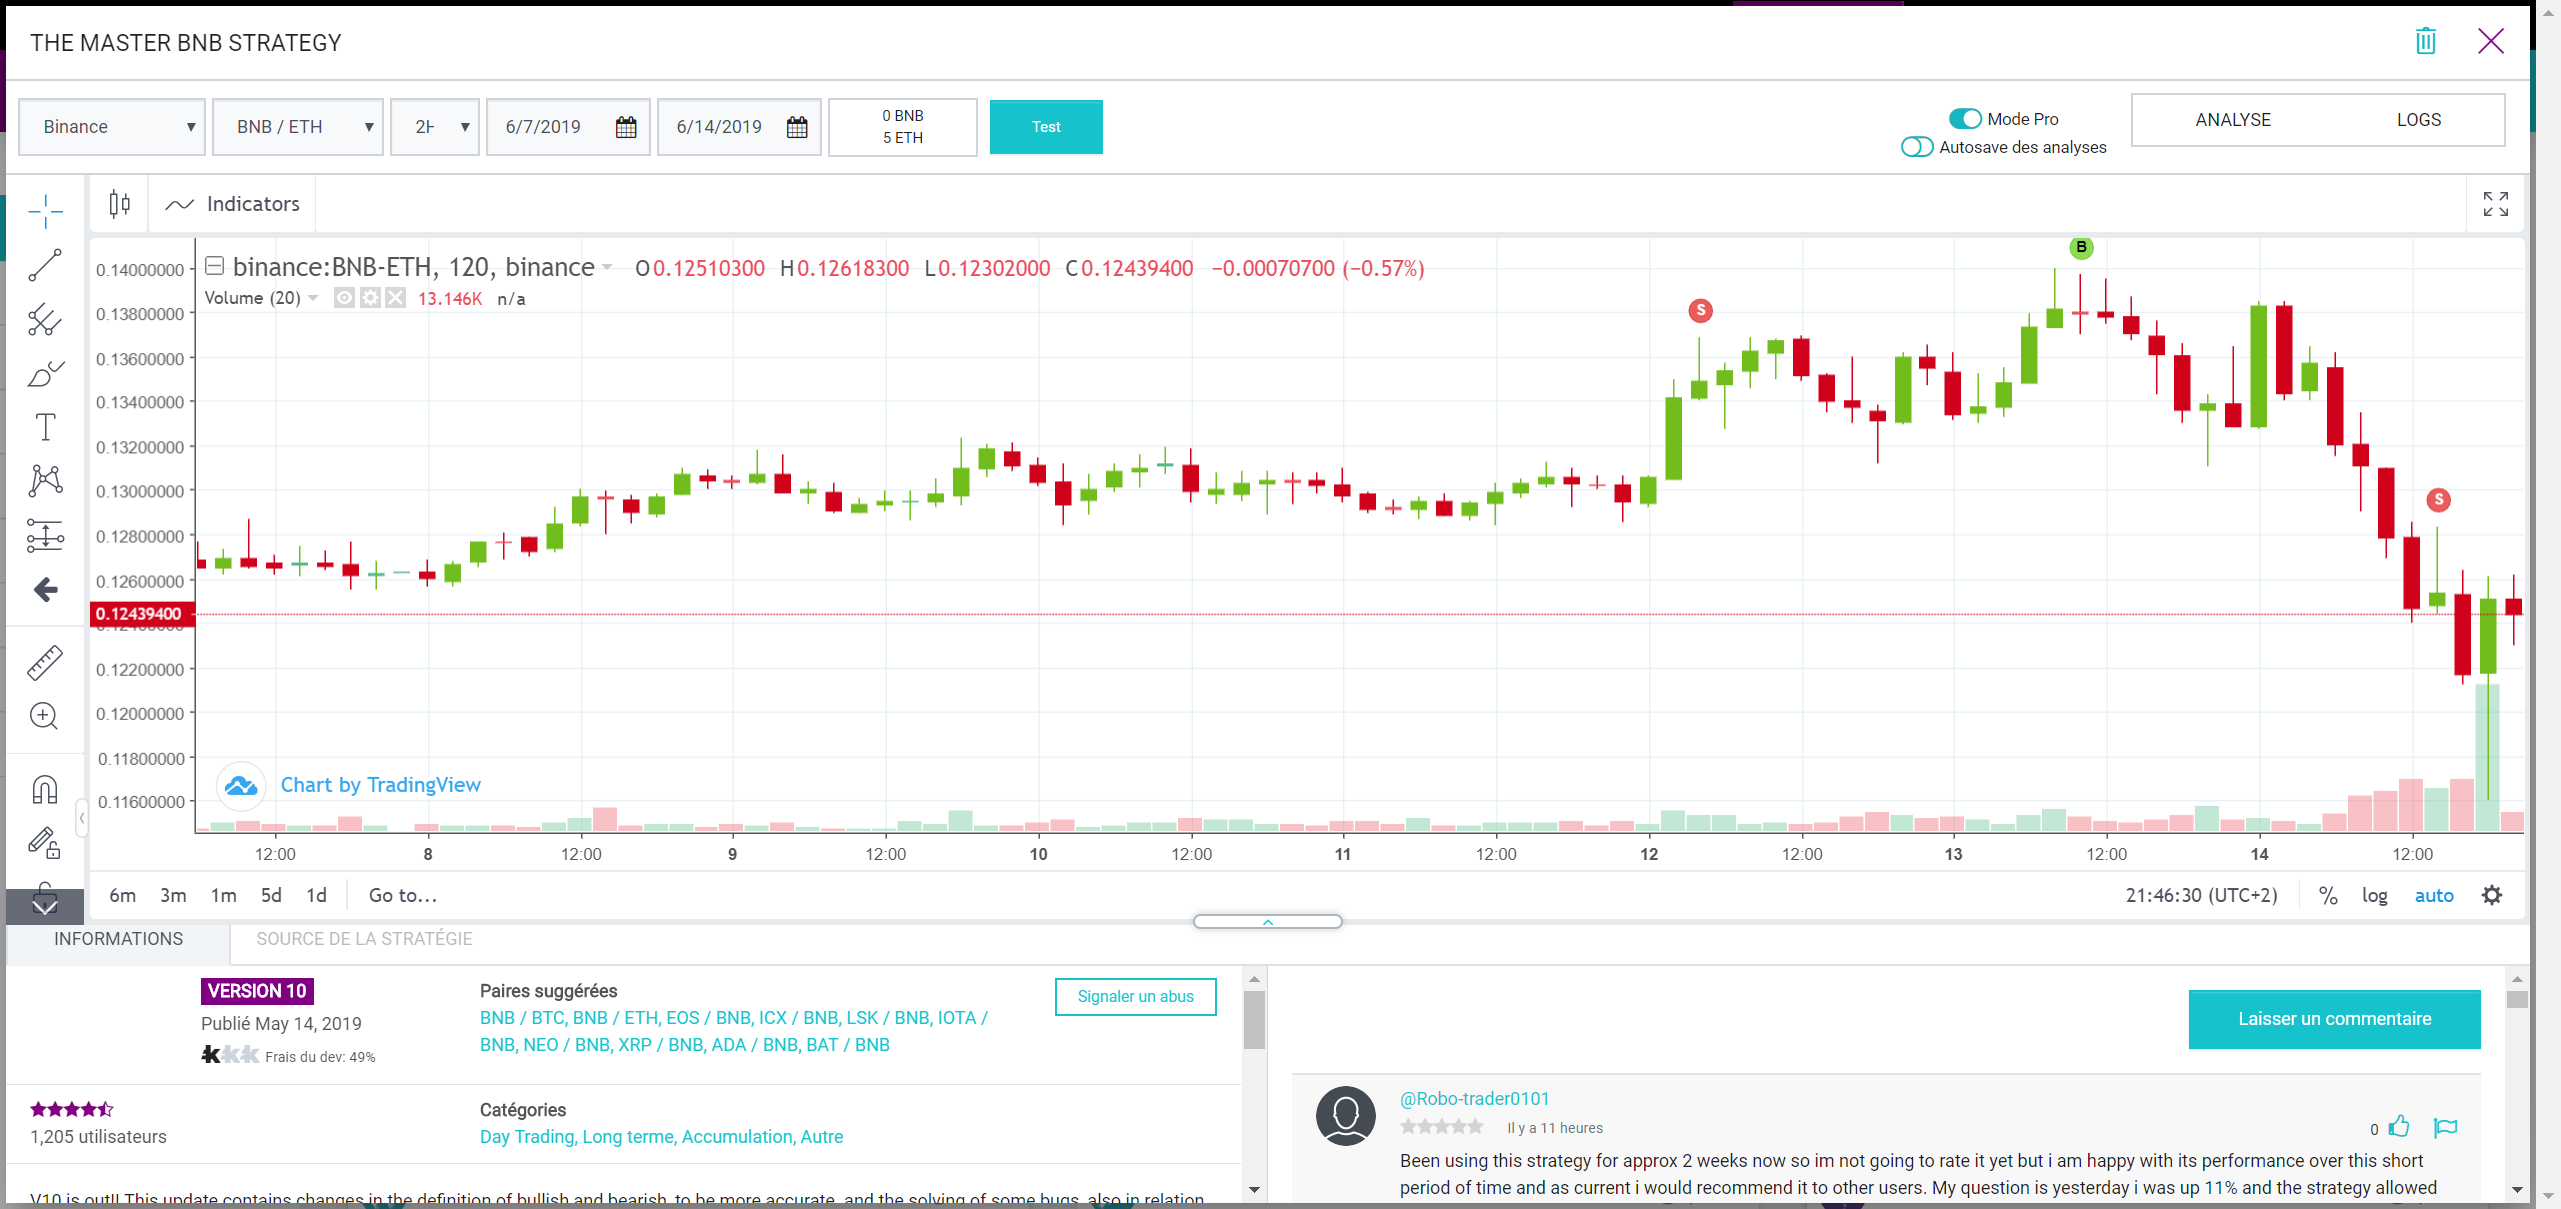 THE MASTER BNB STRATEGY
Binance
BNB / ETH
2H
6/7/2019
6/14/2019
0 BNB
5 ETH
Test
Mode Pro
Autosave des analyses
ANALYSE
LOGS
Indicators
binance:BNB-ETH, 120, binance O0.12510300 H0.12618300 L0.12302000 C0.12439400 −0.00070700 (−0.57%)
Volume (20) 13.146K n/a
0.14000000
0.13800000
0.13600000
0.13400000
0.13200000
0.13000000
0.12800000
0.12600000
0.12439400
0.12200000
0.12000000
0.11800000
0.11600000
S
B
S
Chart by TradingView
12:00 8 12:00 9 12:00 10 12:00 11 12:00 12 12:00 13 12:00 14 12:00
6m 3m 1m 5d 1d Go to...
21:46:30 (UTC+2) % log auto
INFORMATIONS
SOURCE DE LA STRATÉGIE
VERSION 10
Publié May 14, 2019
Frais du dev: 49%
Paires suggérées
BNB / BTC, BNB / ETH, EOS / BNB, ICX / BNB, LSK / BNB, IOTA /
BNB, NEO / BNB, XRP / BNB, ADA / BNB, BAT / BNB
Signaler un abus
1,205 utilisateurs
Catégories
Day Trading, Long terme, Accumulation, Autre
V10 is out!! This update contains changes in the definition of bullish and bearish, to be more accurate, and the solving of some bugs, also in relation
Laisser un commentaire
@Robo-trader0101
Il y a 11 heures
0
Been using this strategy for approx 2 weeks now so im not going to rate it yet but i am happy with its performance over this short
period of time and as current i would recommend it to other users. My question is yesterday i was up 11% and the strategy allowed